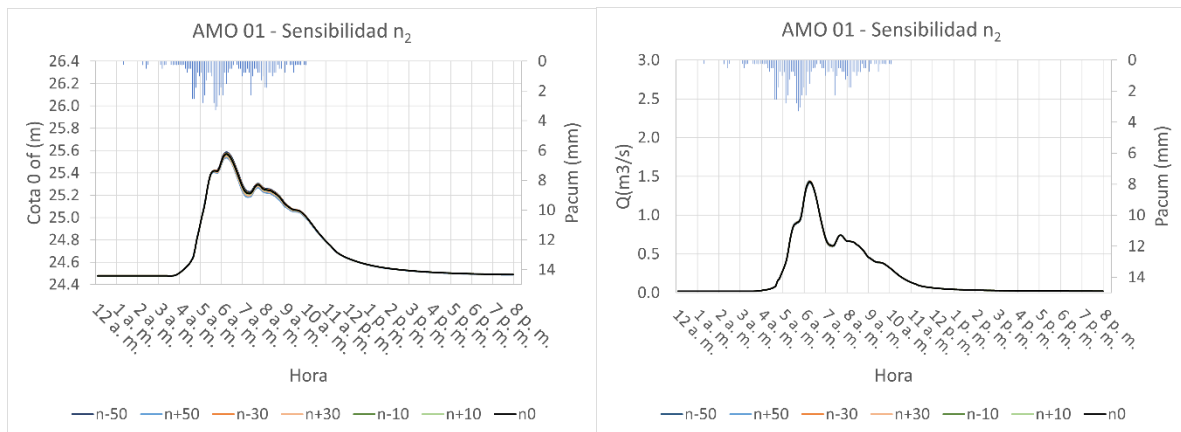 AMO 01 - Sensibilidad n₂
26.4
26.2
26.0
25.8
25.6
25.4
25.2
25.0
24.8
24.6
24.4
Cota 0 of (m)
0
2
4
6
8
10
12
14
Pacum (mm)
12 a. m.
1 a. m.
2 a. m.
3 a. m.
4 a. m.
5 a. m.
6 a. m.
7 a. m.
8 a. m.
9 a. m.
10 a. m.
11 a. m.
12 p. m.
1 p. m.
2 p. m.
3 p. m.
4 p. m.
5 p. m.
6 p. m.
7 p. m.
8 p. m.
Hora
n-50 n+50 n-30 n+30 n-10 n+10 n0
AMO 01 - Sensibilidad n₂
3.0
2.5
2.0
1.5
1.0
0.5
0.0
Q(m3/s)
0
2
4
6
8
10
12
14
Pacum (mm)
12 a. m.
1 a. m.
2 a. m.
3 a. m.
4 a. m.
5 a. m.
6 a. m.
7 a. m.
8 a. m.
9 a. m.
10 a. m.
11 a. m.
12 p. m.
1 p. m.
2 p. m.
3 p. m.
4 p. m.
5 p. m.
6 p. m.
7 p. m.
8 p. m.
Hora
n-50 n+50 n-30 n+30 n-10 n+10 n0